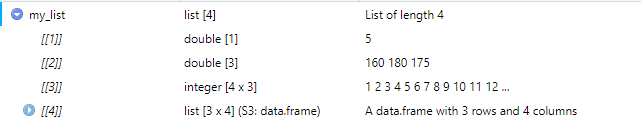 my_list list [4] List of length 4
[[1]] double [1] 5
[[2]] double [3] 160 180 175
[[3]] integer [4 x 3] 1 2 3 4 5 6 7 8 9 10 11 12 ...
[[4]] list [3 x 4] (S3: data.frame) A data.frame with 3 rows and 4 columns